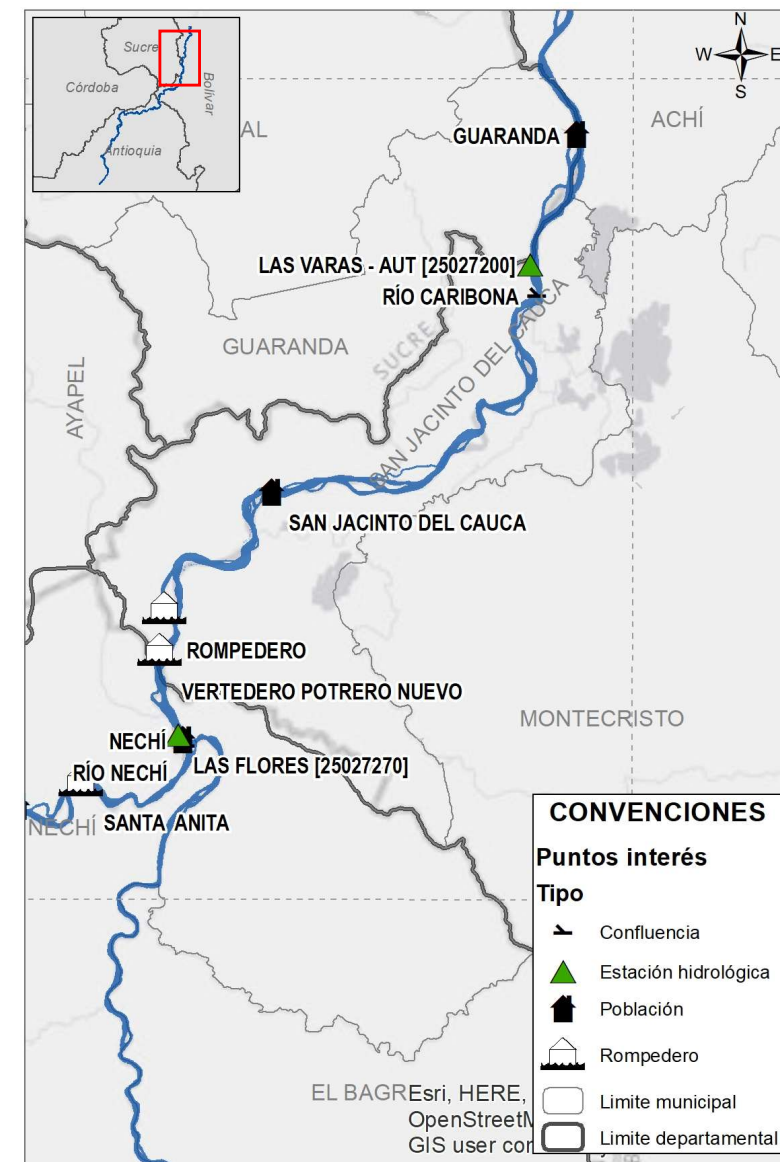 Sucre
Córdoba
Bolívar
Antioquia
N
W
E
S
AL
ACHÍ
GUARANDA
LAS VARAS - AUT [25027200]
RÍO CARIBONA
GUARANDA
SUCRE
SAN JACINTO DEL CAUCA
AYAPEL
SAN JACINTO DEL CAUCA
ROMPEDERO
VERTEDERO POTRERO NUEVO
MONTECRISTO
NECHÍ
LAS FLORES [25027270]
RÍO NECHÍ
NECHÍ
SANTA ANITA
CONVENCIONES
Puntos interés
Tipo
Confluencia
Estación hidrológica
Población
Rompedero
Limite municipal
Limite departamental
EL BAGR
Esri, HERE,
OpenStreetM
GIS user con